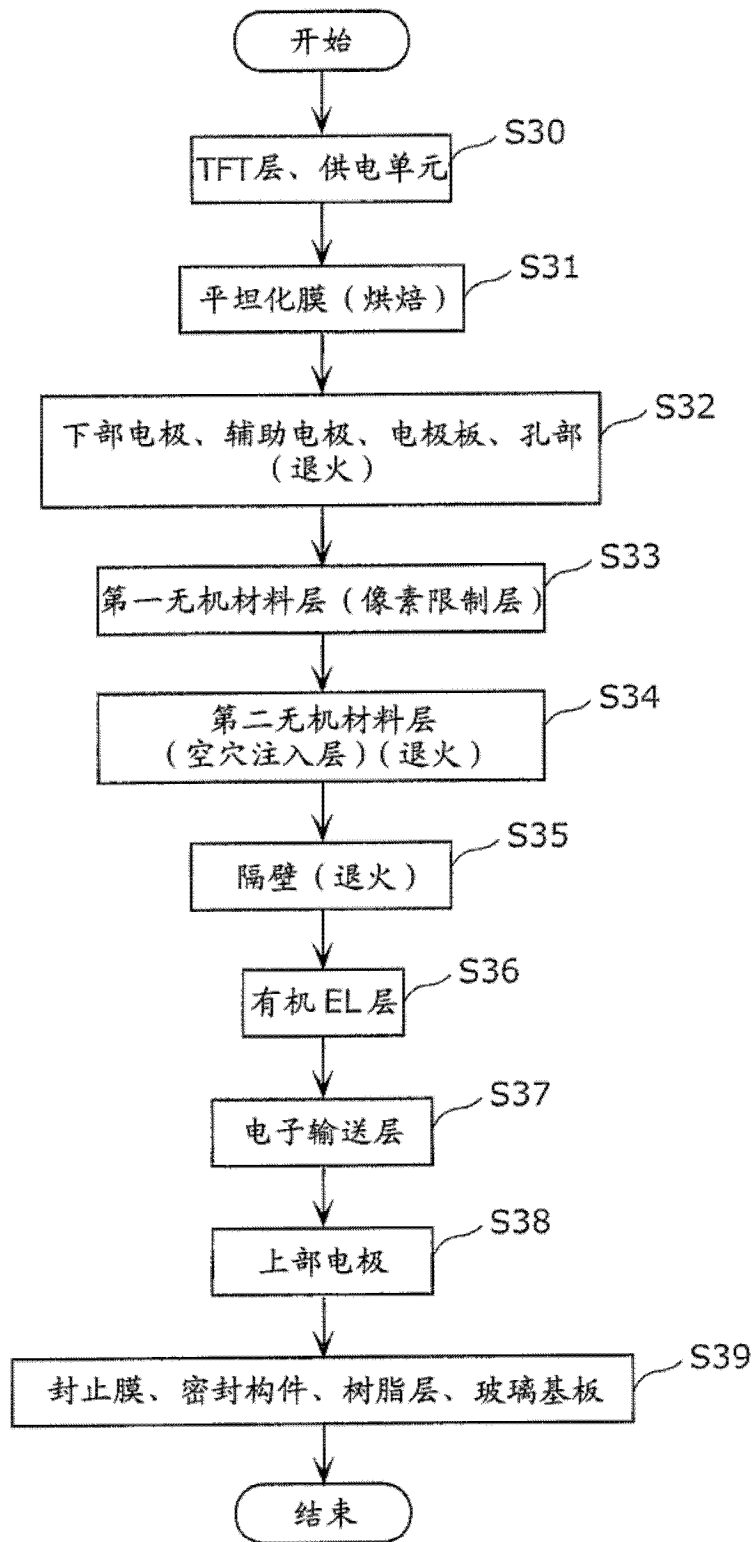 开始
S30
TFT层、供电单元
S31
平坦化膜（烘焙）
S32
下部电极、辅助电极、电极板、孔部
（退火）
S33
第一无机材料层（像素限制层）
S34
第二无机材料层
（空穴注入层）（退火）
S35
隔壁（退火）
S36
有机EL层
S37
电子输送层
S38
上部电极
S39
封止膜、密封构件、树脂层、玻璃基板
结束